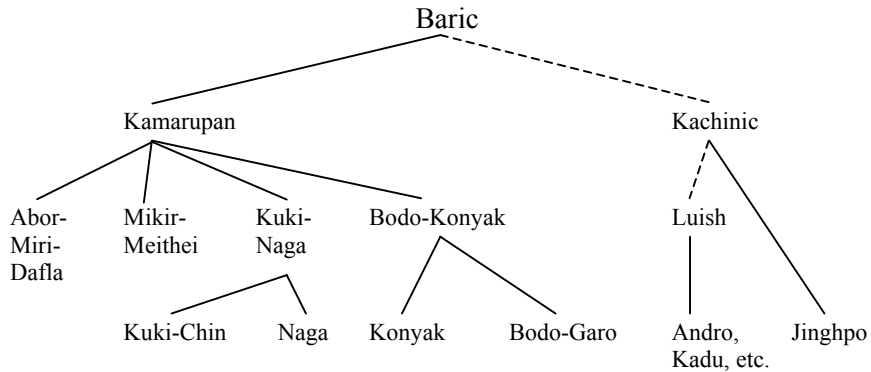 Baric
Kamarupan
Kachinic
Abor-
Miri-
Dafla
Mikir-
Meithei
Kuki-
Naga
Bodo-Konyak
Luish
Kuki-Chin
Naga
Konyak
Bodo-Garo
Andro,
Kadu, etc.
Jinghpo